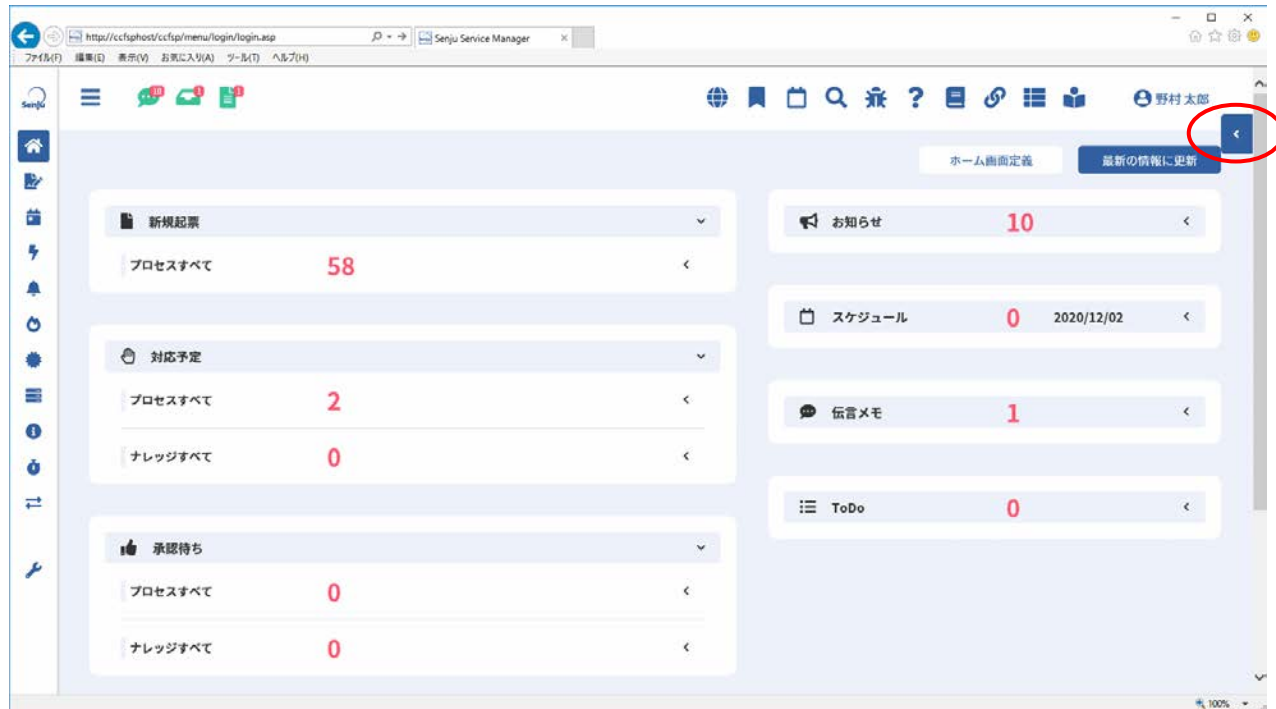 http://ccfsphost/ccfsp/menu/login/login.asp
Senju Service Manager
ファイル(F) 編集(E) 表示(V) お気に入り(A) ツール(T) ヘルプ(H)
Senju
10
1
1
野村 太郎
ホーム画面定義
最新の情報に更新
新規起票
プロセスすべて 58
対応予定
プロセスすべて 2
ナレッジすべて 0
承認待ち
プロセスすべて 0
ナレッジすべて 0
お知らせ 10
スケジュール 0 2020/12/02
伝言メモ 1
ToDo 0
100%